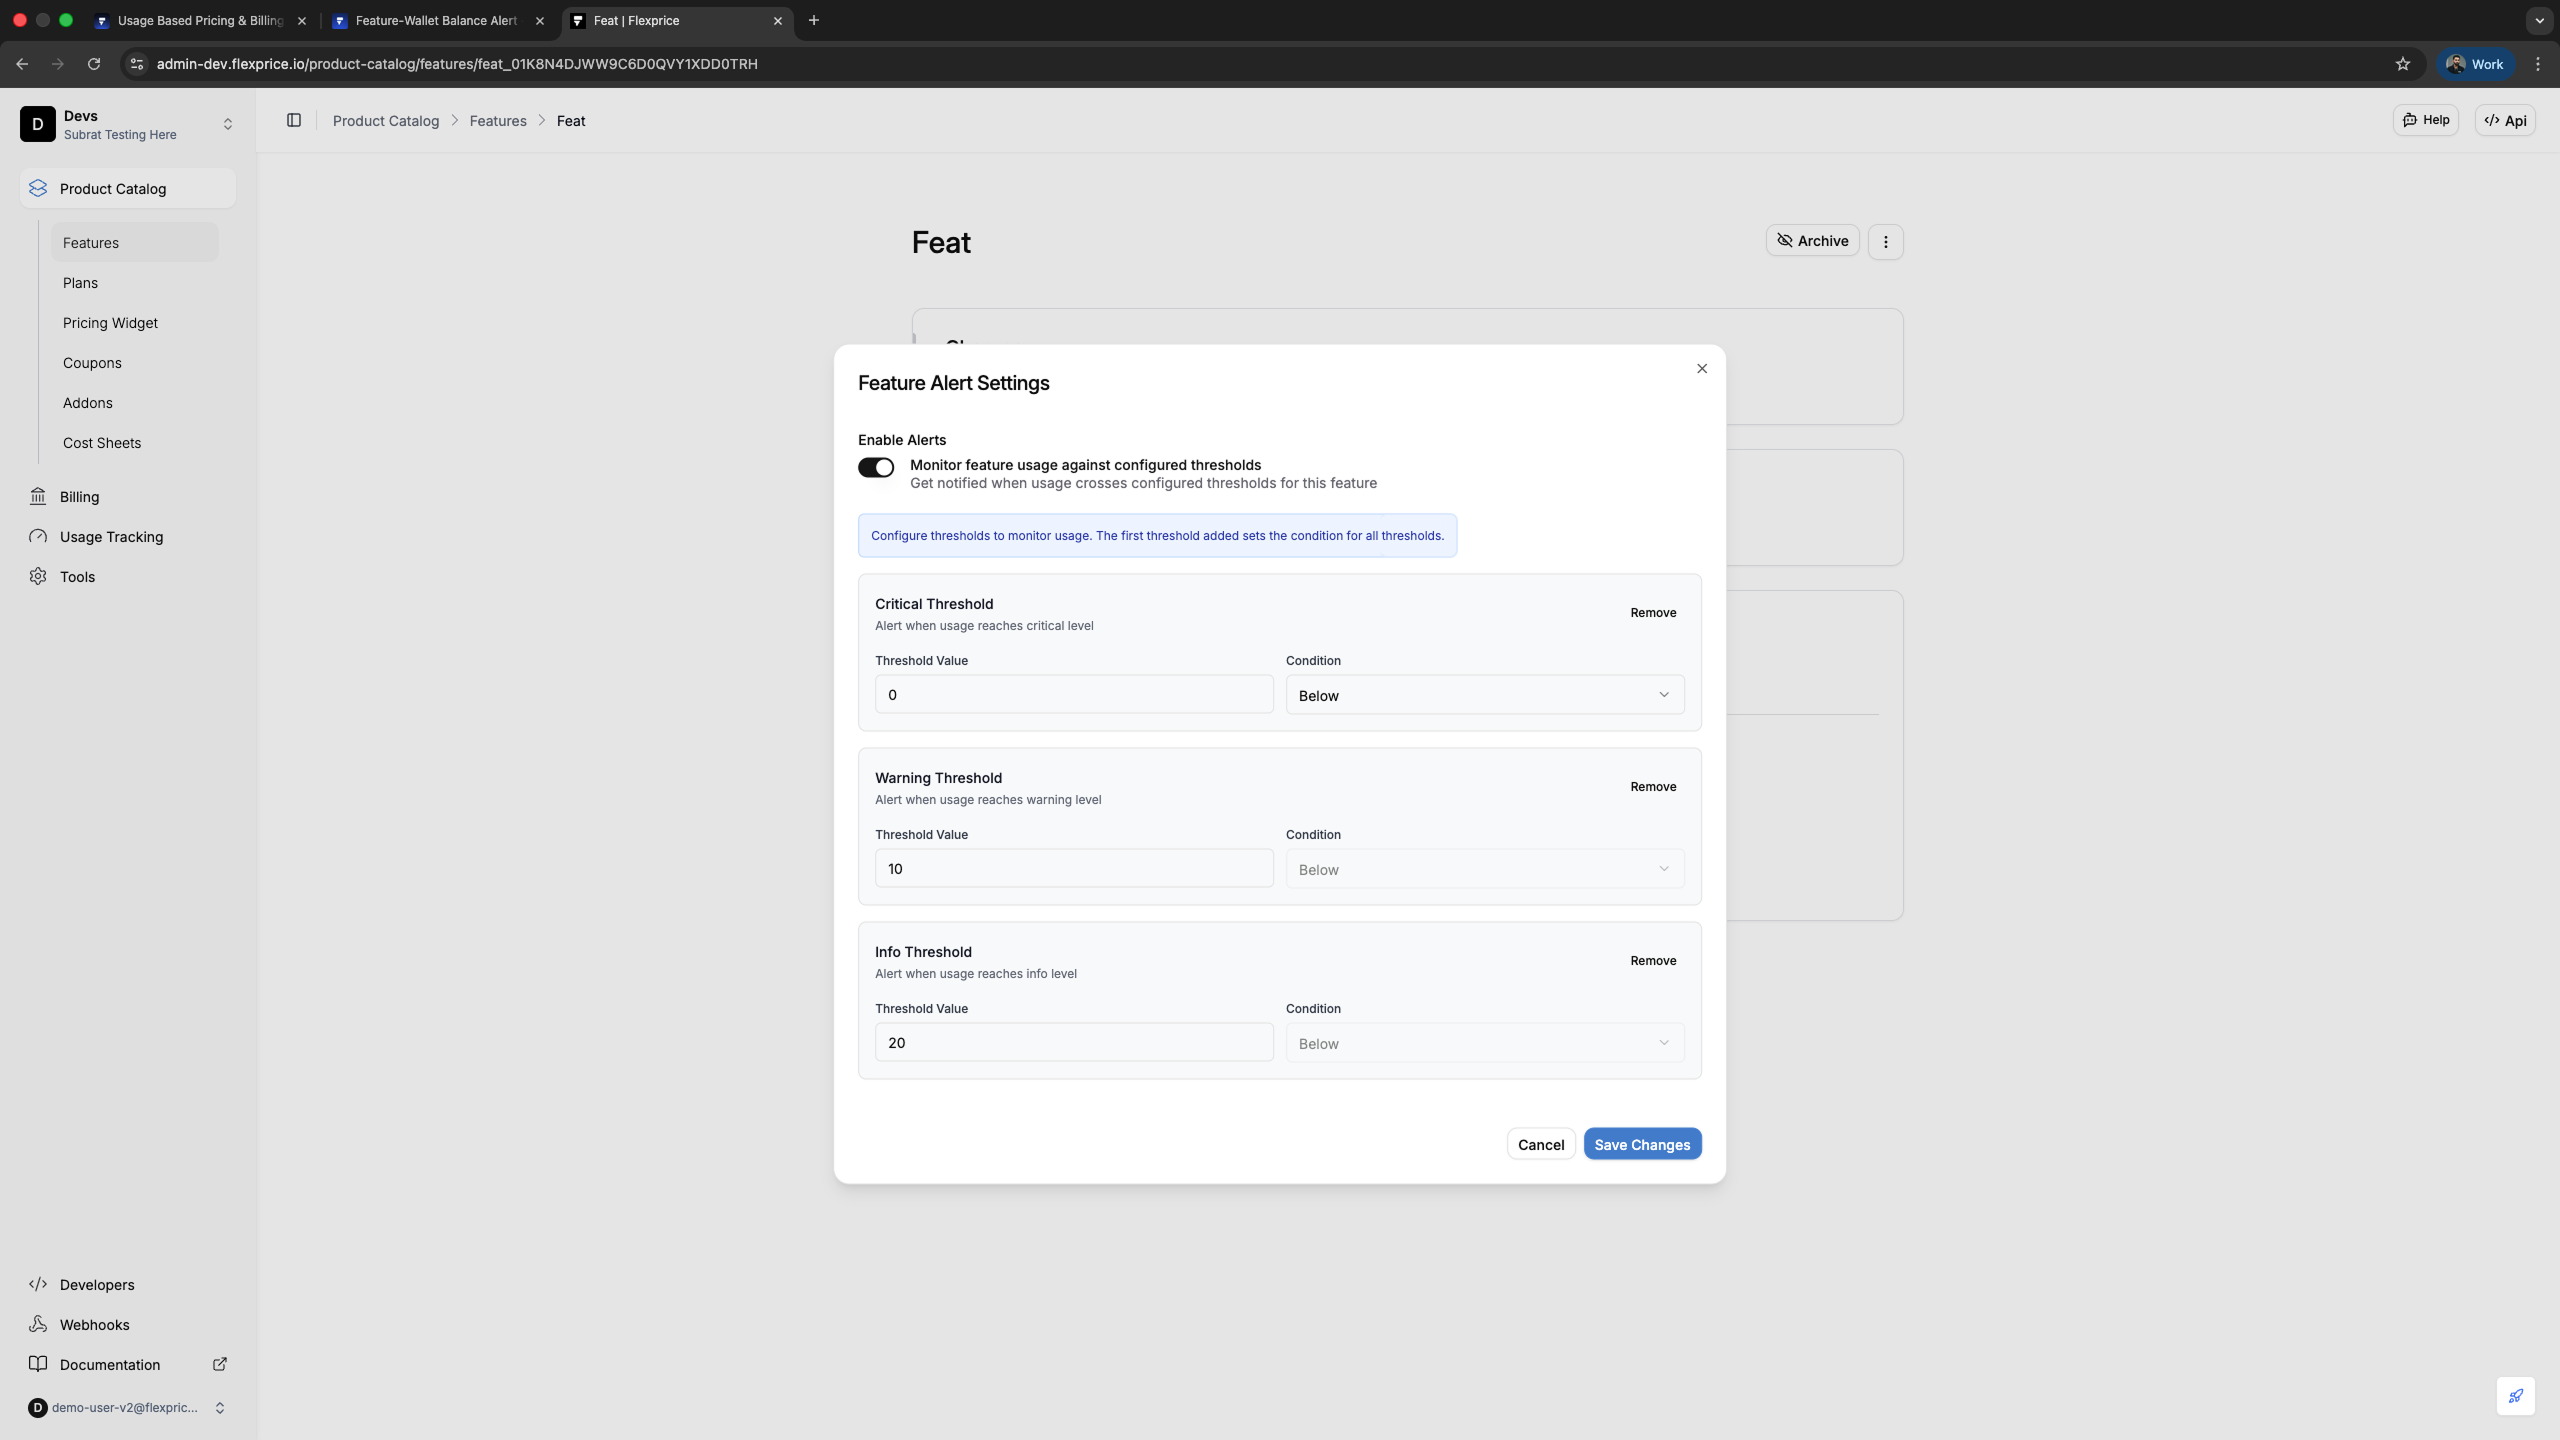 Usage Based Pricing & Billing
Feature-Wallet Balance Alert
Feat | Flexprice
admin-dev.flexprice.io/product-catalog/features/feat_01K8N4DJWW9C6D0QVY1XDD0TRH
Work
D
Devs
Subrat Testing Here
Product Catalog
Features
Plans
Pricing Widget
Coupons
Addons
Cost Sheets
Billing
Usage Tracking
Tools
Developers
Webhooks
Documentation
D
demo-user-v2@flexpric...
Product Catalog > Features > Feat
Help
</> Api
Feat
Archive
Feature Alert Settings
Enable Alerts
Monitor feature usage against configured thresholds
Get notified when usage crosses configured thresholds for this feature
Configure thresholds to monitor usage. The first threshold added sets the condition for all thresholds.
Critical Threshold
Remove
Alert when usage reaches critical level
Threshold Value
Condition
0
Below
Warning Threshold
Remove
Alert when usage reaches warning level
Threshold Value
Condition
10
Below
Info Threshold
Remove
Alert when usage reaches info level
Threshold Value
Condition
20
Below
Cancel
Save Changes